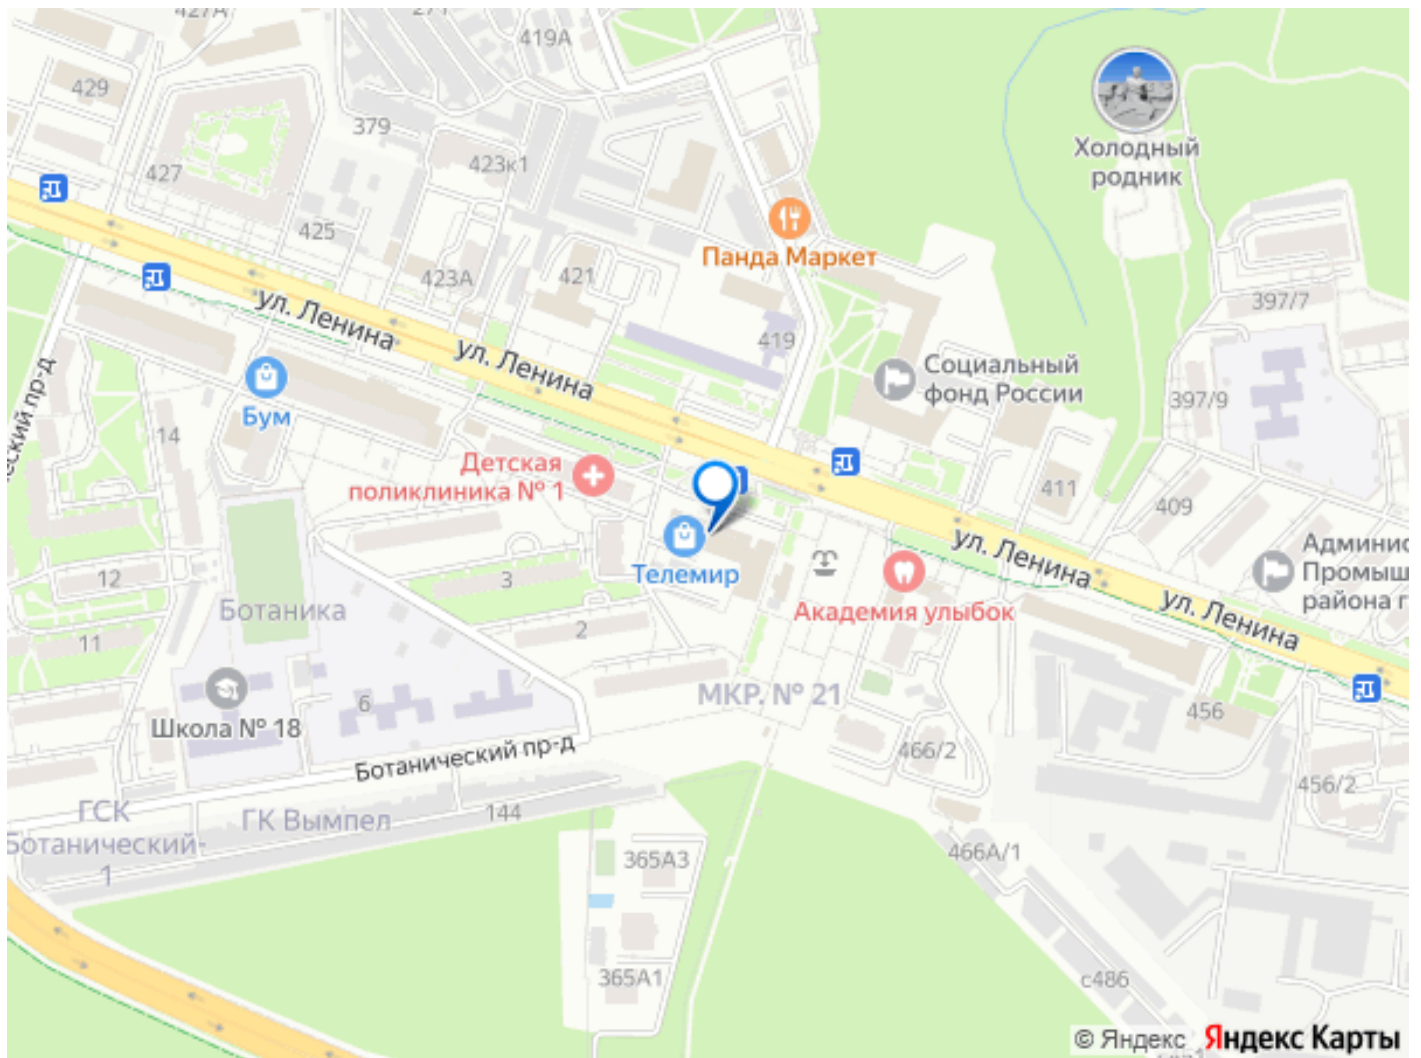 427А
271
419А
429
379
423к1
427
Холодный
родник
425
Панда Маркет
423А
421
ул. Ленина
ул. Ленина
419
397/7
Социальный
фонд России
397/9
Бум
14
Детская
поликлиника № 1
411
409
ул. Ленина
Админис
Промыш
района г
Телемир
Академия улыбок
ул. Ленина
12
3
Ботаника
2
11
МКР. № 21
6
Школа № 18
456
466/2
Ботанический пр-д
еский пр-д
456/2
144
ГСК
Ботанический-
1
ГК Вымпел
365А3
466А/1
365А1
с486
© Яндекс Яндекс Карты